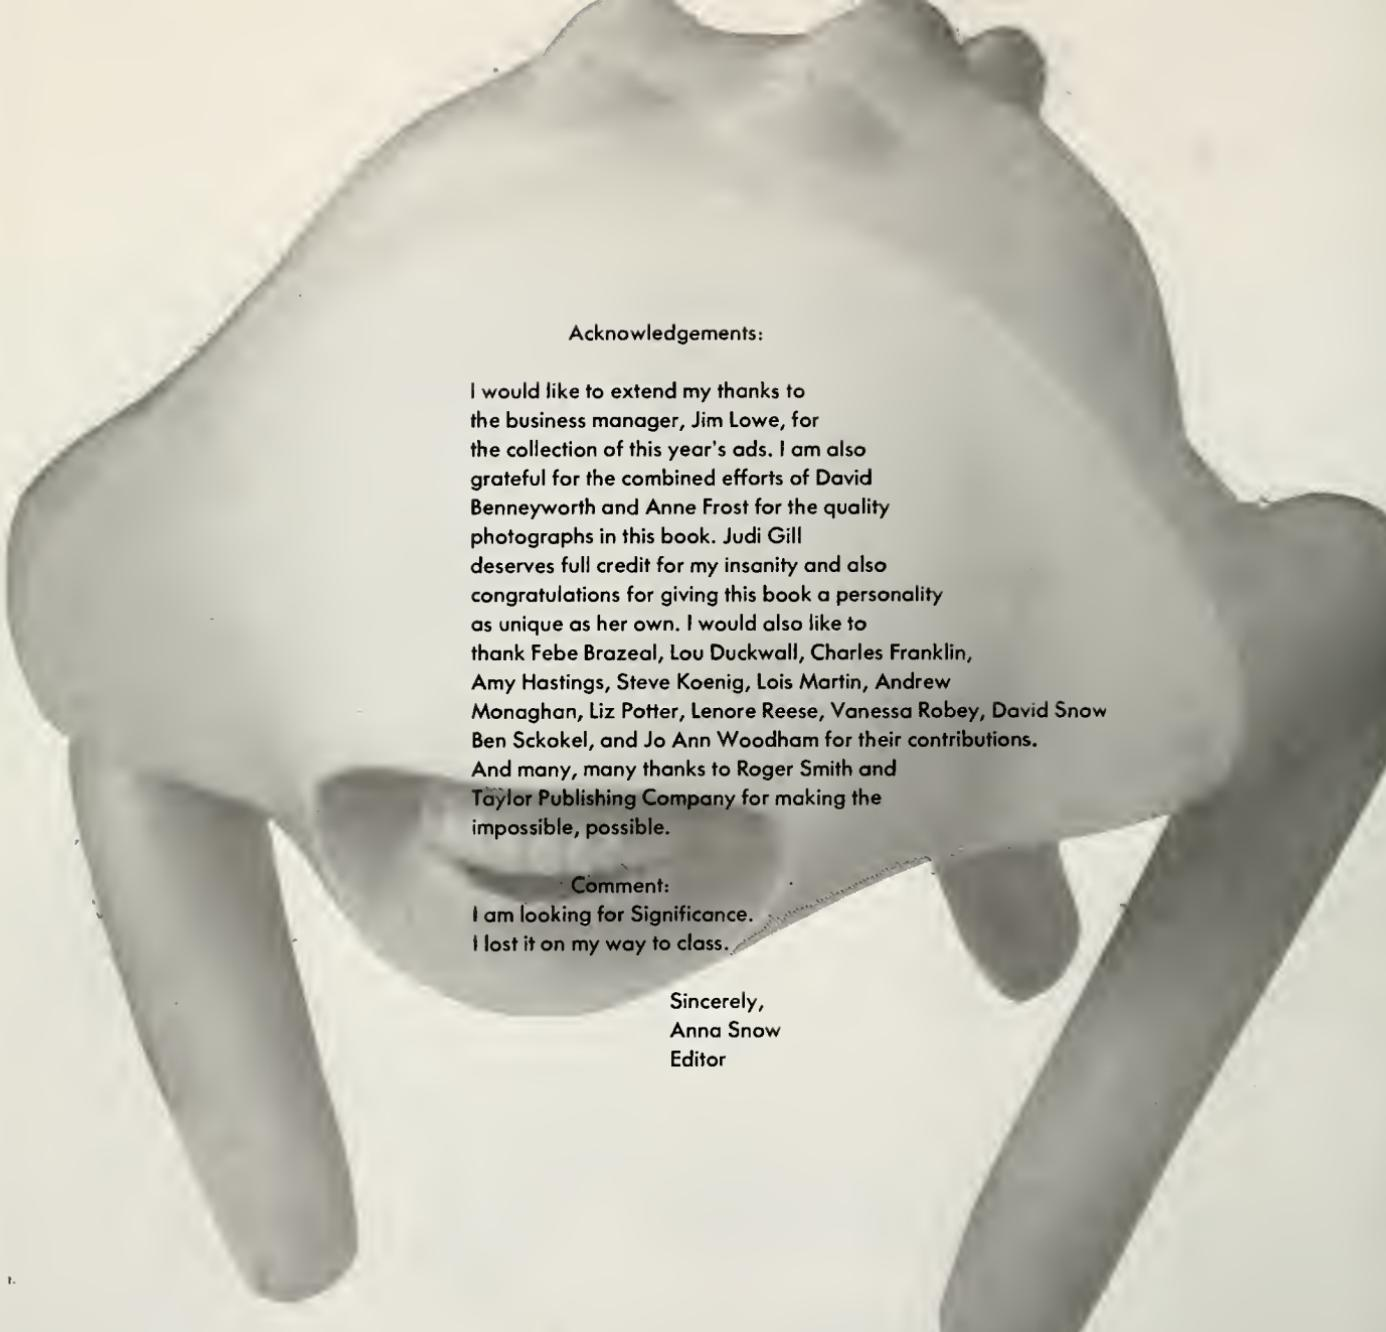 Acknowledgements:
I would like to extend my thanks to
the business manager, Jim Lowe, for
the collection of this year's ads. I am also
grateful for the combined efforts of David
Benneyworth and Anne Frost for the quality
photographs in this book. Judi Gill
deserves full credit for my insanity and also
congratulations for giving this book a personality
as unique as her own. I would also like to
thank Febe Brazeal, Lou Duckwall, Charles Franklin,
Amy Hastings, Steve Koenig, Lois Martin, Andrew
Monaghan, Liz Potter, Lenore Reese, Vanessa Robey, David Snow
Ben Sckokel, and Jo Ann Woodham for their contributions.
And many, many thanks to Roger Smith and
Taylor Publishing Company for making the
impossible, possible.
Comment:
I am looking for Significance.
I lost it on my way to class.
Sincerely,
Anna Snow
Editor